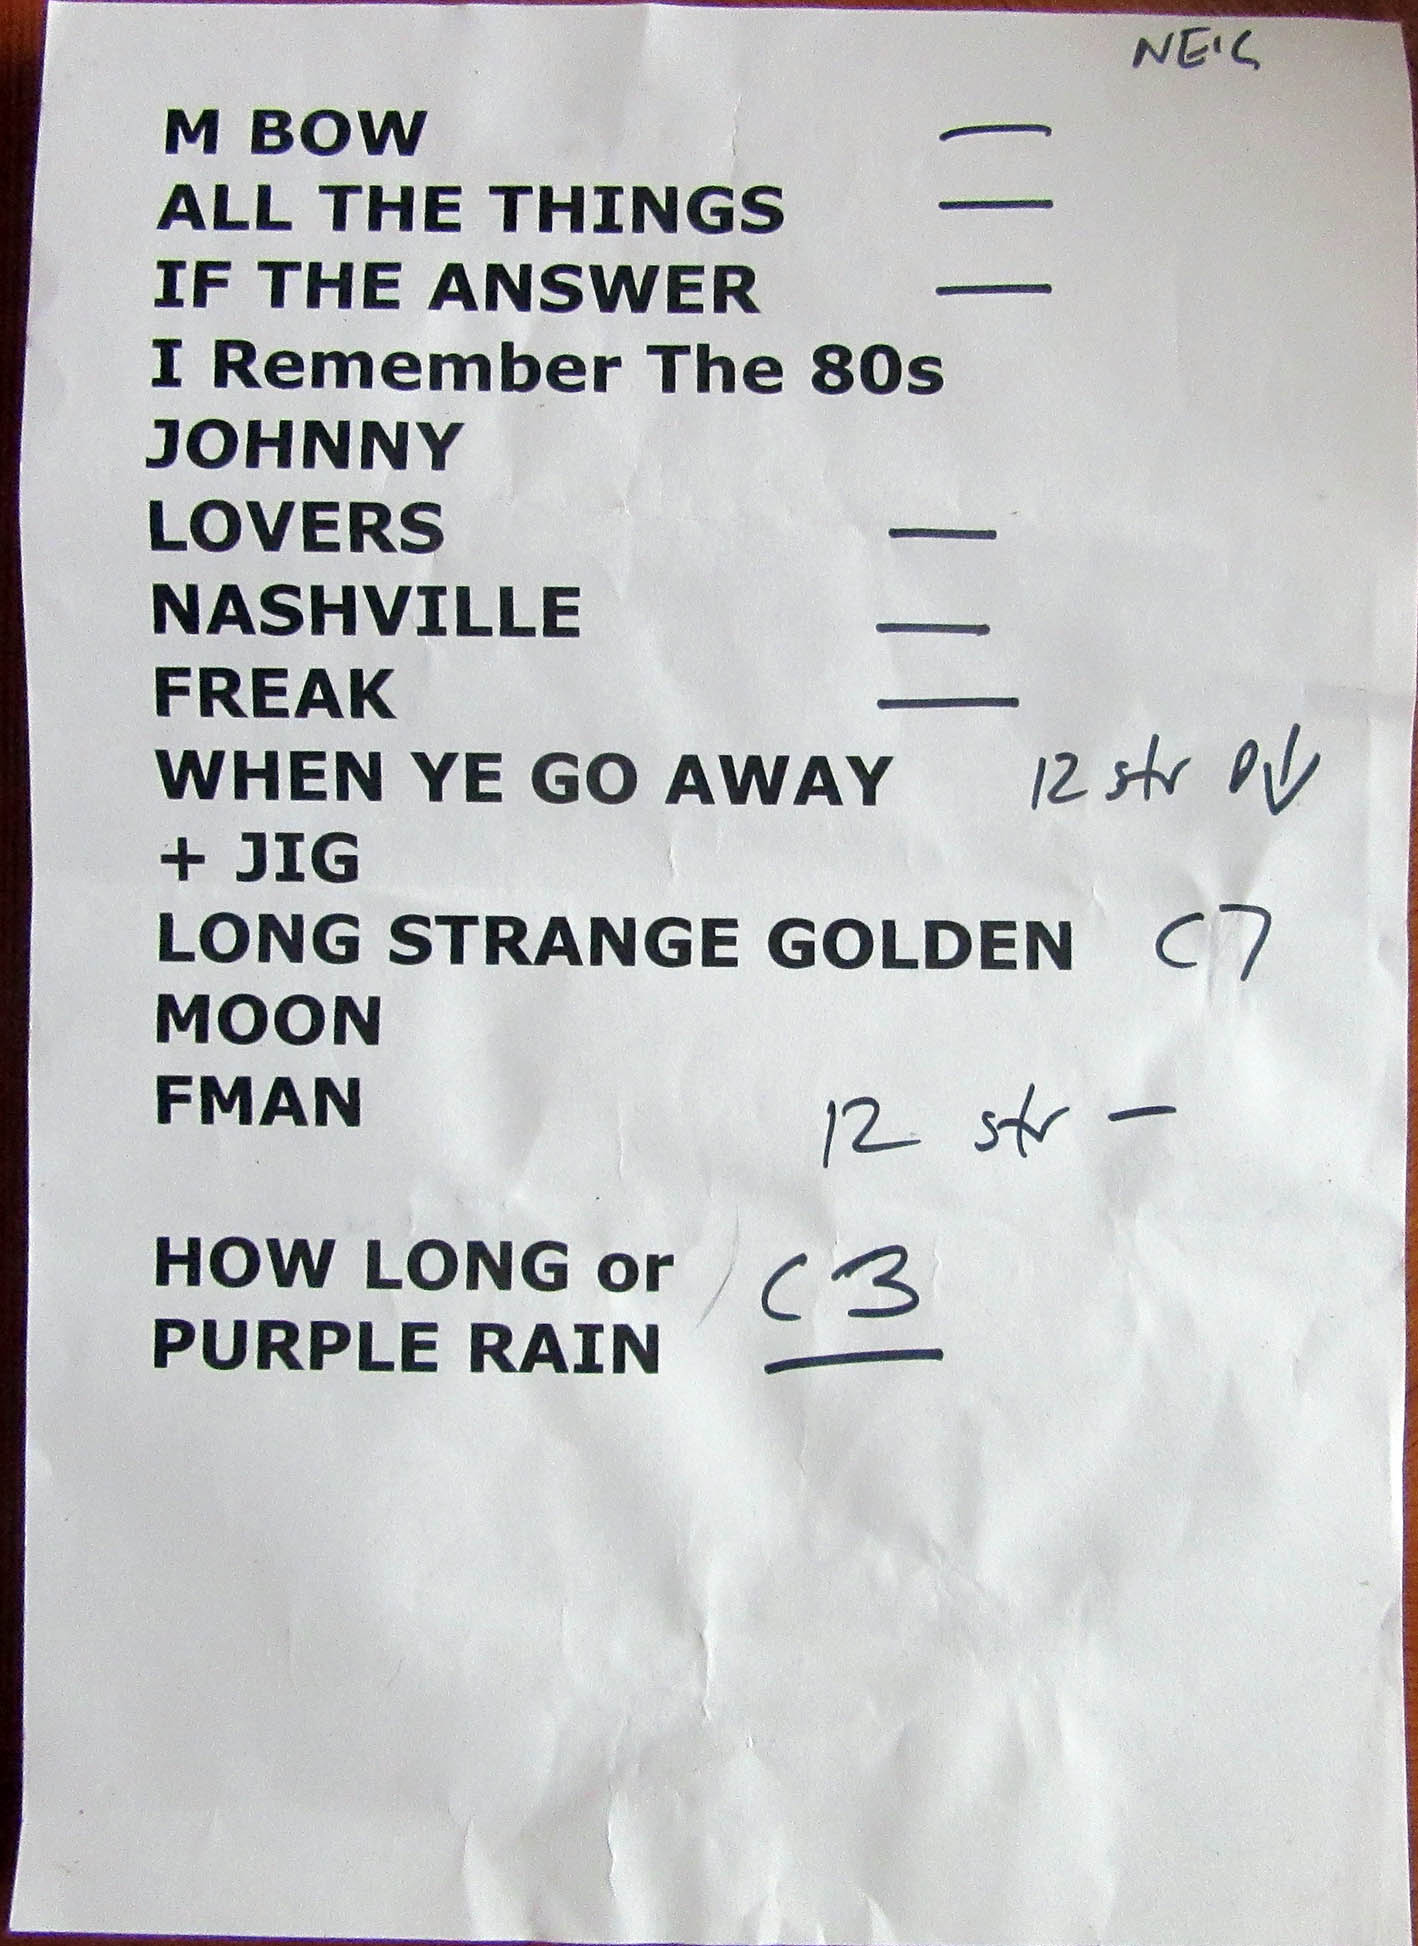 NEIL
M BOW —
ALL THE THINGS —
IF THE ANSWER —
I Remember The 80s
JOHNNY
LOVERS —
NASHVILLE —
FREAK —
WHEN YE GO AWAY 12 str D↓
+ JIG
LONG STRANGE GOLDEN C7
MOON
FMAN 12 str —
HOW LONG or C3
PURPLE RAIN